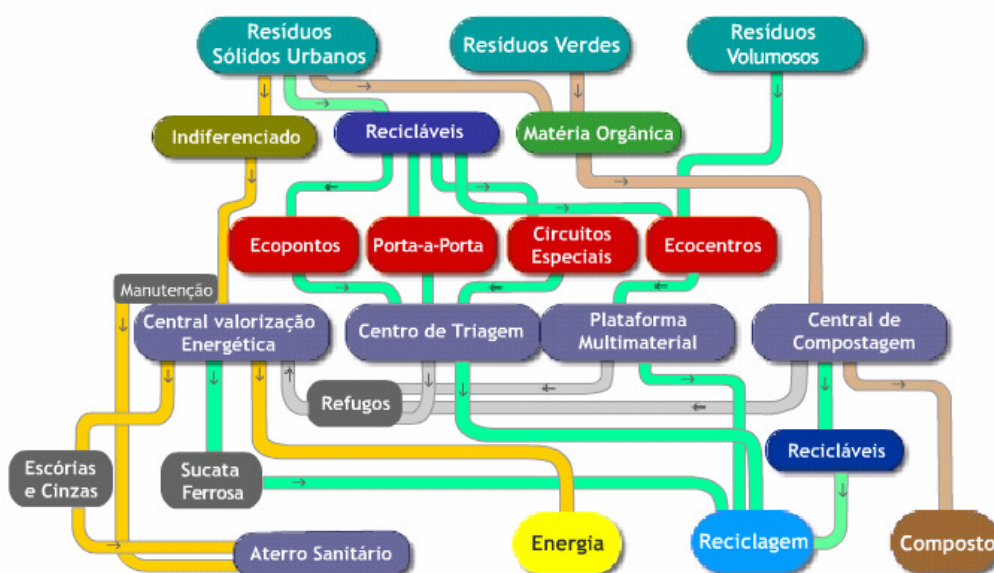 Resíduos
Sólidos Urbanos
Resíduos Verdes
Resíduos
Volumosos
Indiferenciado
Recicláveis
Matéria Orgânica
Ecopontos
Porta-a-Porta
Circuitos
Especiais
Ecocentros
Manutenção
Central valorização
Energética
Centro de Triagem
Plataforma
Multimaterial
Central de
Compostagem
Refugos
Recicláveis
Escórias
e Cinzas
Sucata
Ferrosa
Aterro Sanitário
Energia
Reciclagem
Composto